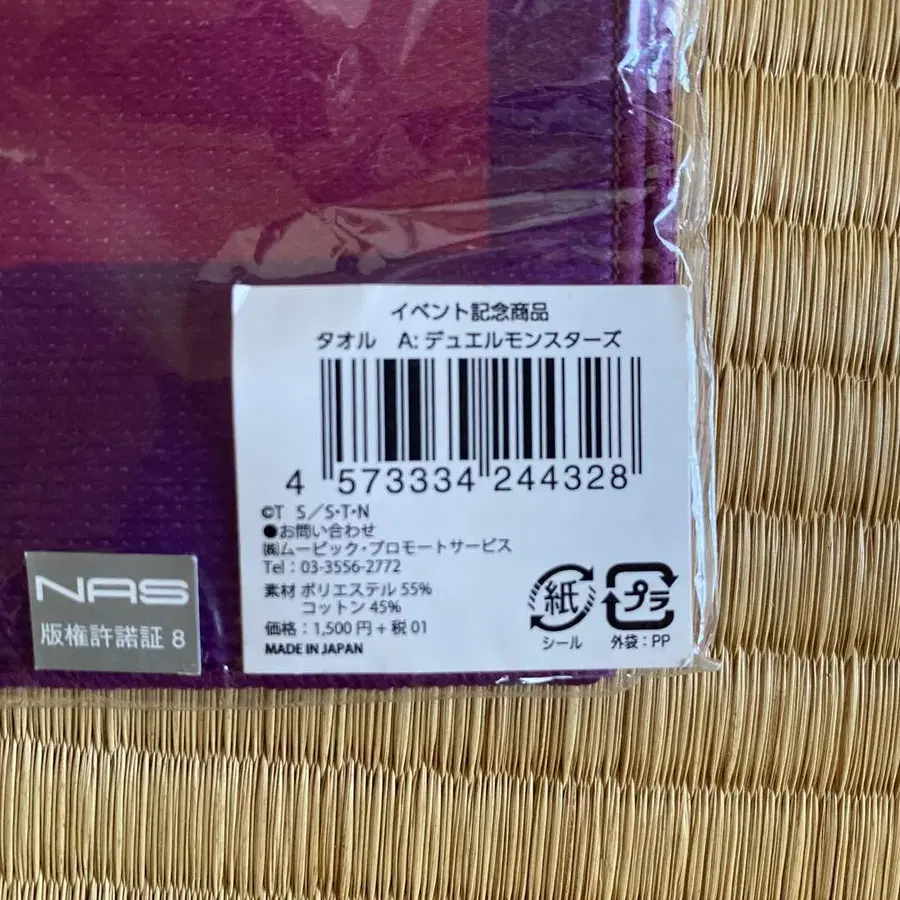 イベント記念商品
タオル A:デュエルモンスターズ
4 573334 244328
©T S/S・T・N
●お問い合わせ
㈱ムービック・プロモートサービス
Tel:03-3556-2772
素材 ポリエステル 55%
コットン 45%
価格:1,500円+税 01
MADE IN JAPAN
紙
シール
プラ
外袋:PP
NAS
版権許諾証 8